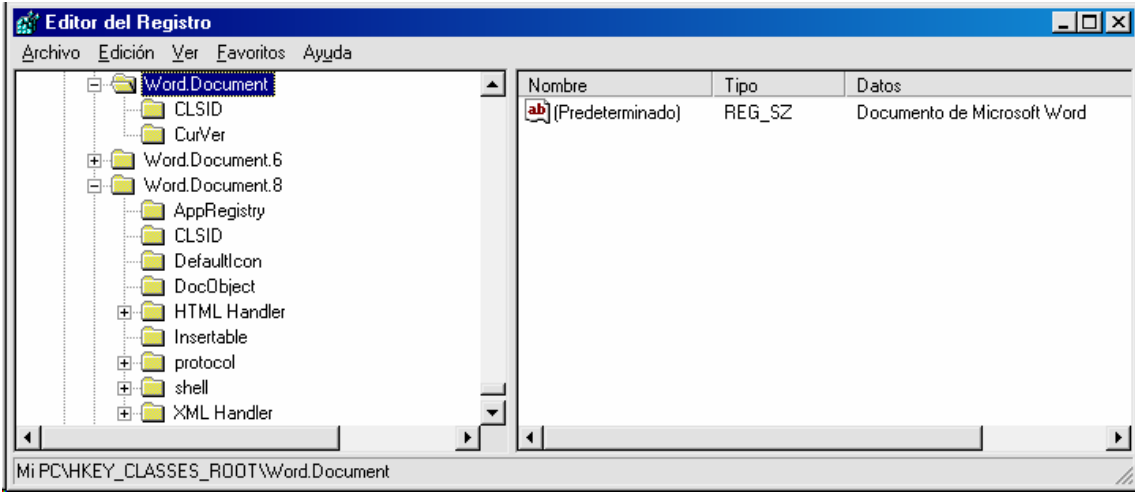 Editor del Registro
Archivo Edición Ver Favoritos Ayuda
Word.Document
CLSID
CurVer
Word.Document.6
Word.Document.8
AppRegistry
CLSID
DefaultIcon
DocObject
HTML Handler
Insertable
protocol
shell
XML Handler
Nombre Tipo Datos
ab (Predeterminado) REG_SZ Documento de Microsoft Word
Mi PC\HKEY_CLASSES_ROOT\Word.Document